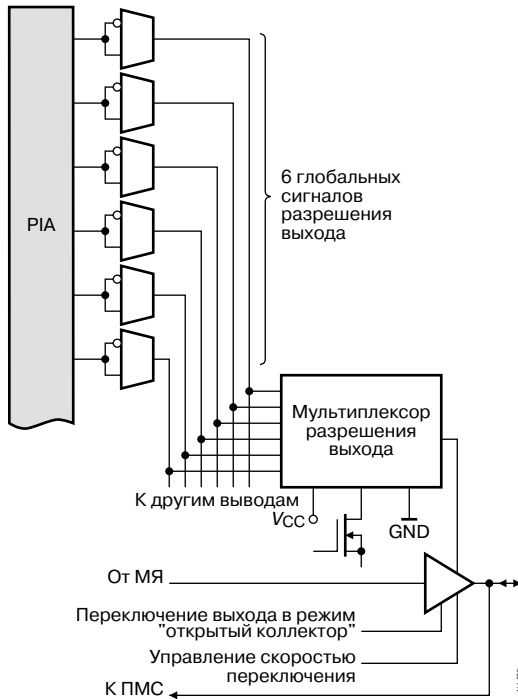 PIA
6 глобальных
сигналов
разрешения
выхода
Мультиплексор
разрешения
выхода
К другим выводам
VCC
GND
От МЯ
Переключение выхода в режим
"открытый коллектор"
Управление скоростью
переключения
К ПМС